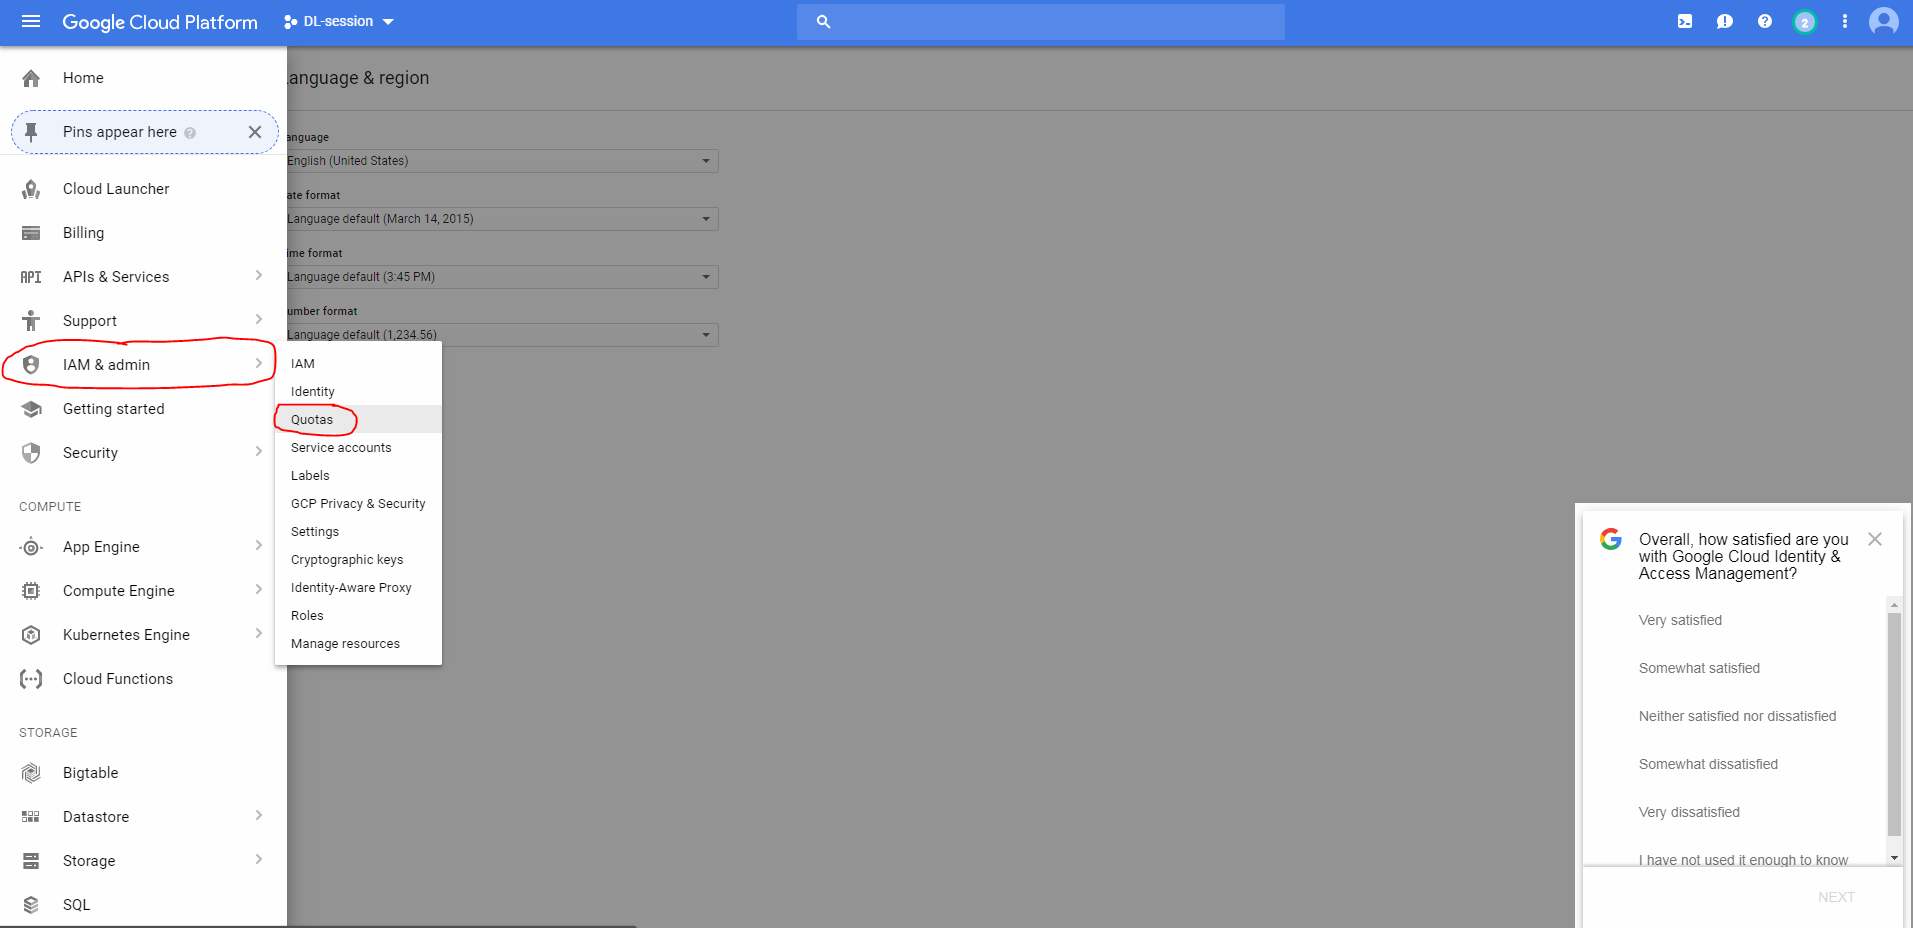 Google Cloud Platform
DL-session
2
Home
Pins appear here
Cloud Launcher
Billing
API
APIs & Services
Support
IAM & admin
Getting started
Security
COMPUTE
App Engine
Compute Engine
Kubernetes Engine
Cloud Functions
STORAGE
Bigtable
Datastore
Storage
SQL
IAM
Identity
Quotas
Service accounts
Labels
GCP Privacy & Security
Settings
Cryptographic keys
Identity-Aware Proxy
Roles
Manage resources
anguage & region
anguage
English (United States)
ate format
Language default (March 14, 2015)
ime format
Language default (3:45 PM)
umber format
Language default (1,234.56)
Overall, how satisfied are you
with Google Cloud Identity &
Access Management?
Very satisfied
Somewhat satisfied
Neither satisfied nor dissatisfied
Somewhat dissatisfied
Very dissatisfied
I have not used it enough to know
NEXT